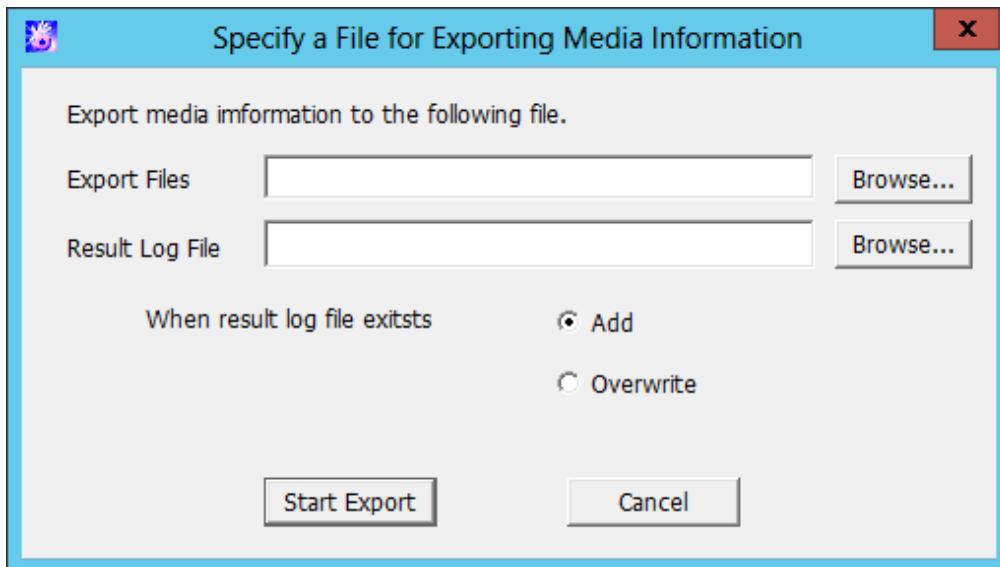 Specify a File for Exporting Media Information
x
Export media imformation to the following file.
Export Files
Browse...
Result Log File
Browse...
When result log file exitsts
Add
Overwrite
Start Export
Cancel